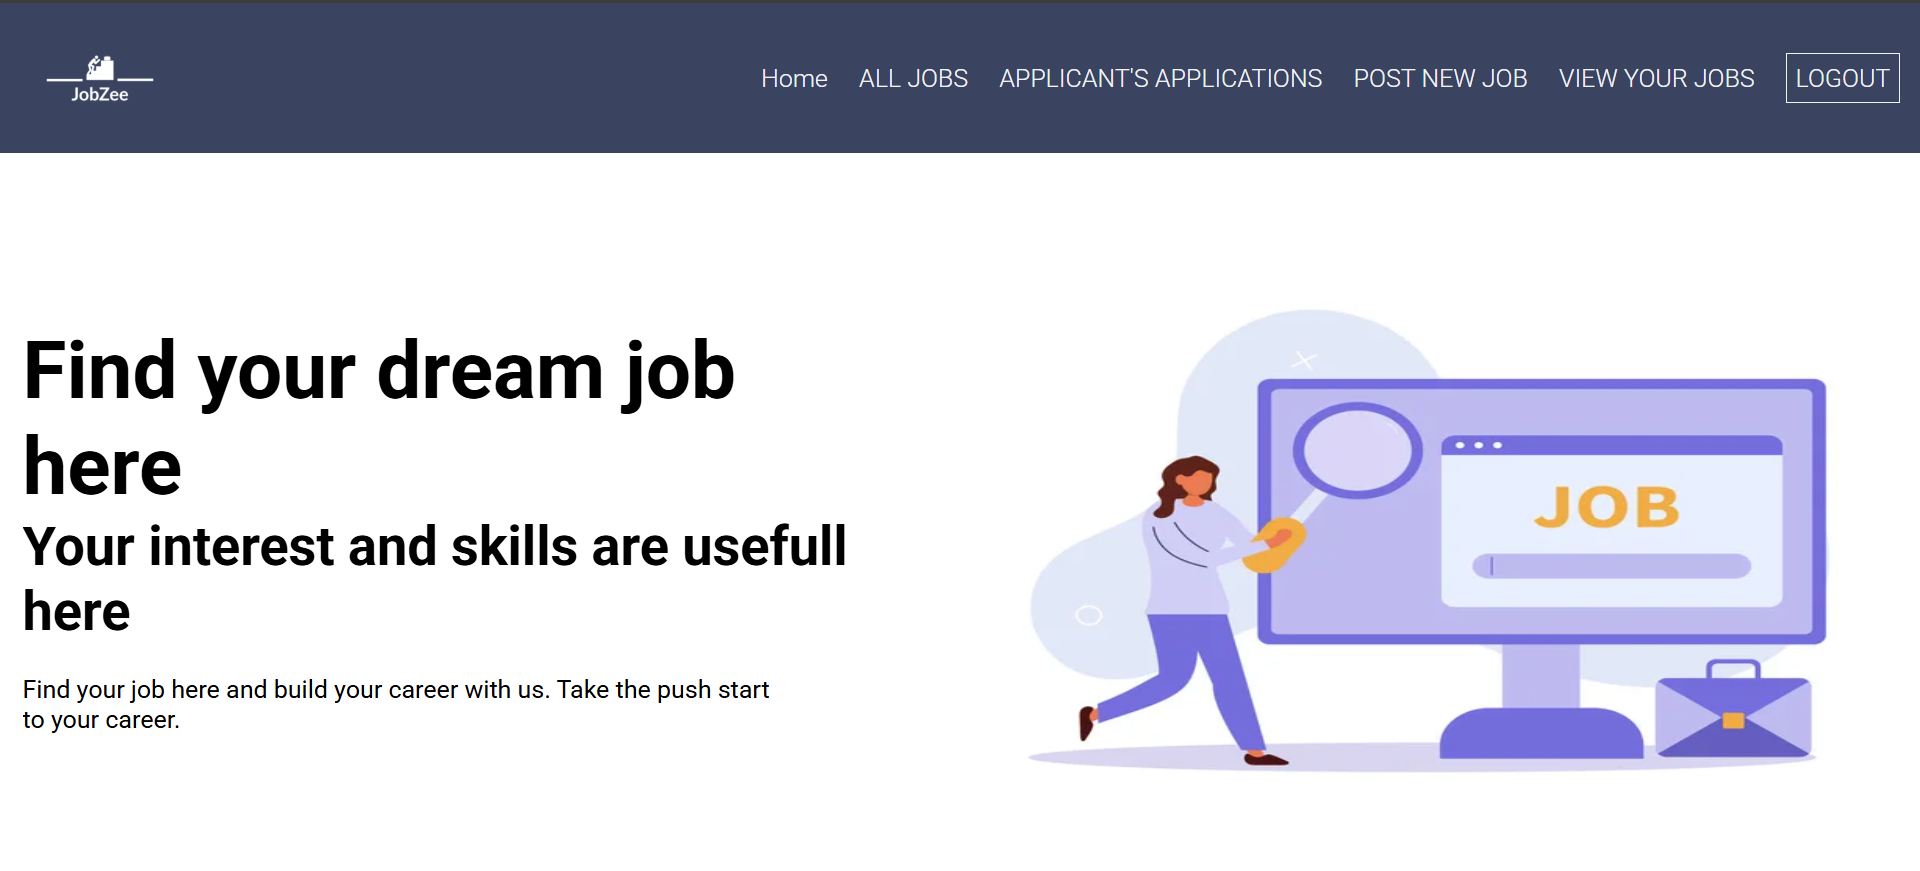 JobZee
Home ALL JOBS APPLICANT'S APPLICATIONS POST NEW JOB VIEW YOUR JOBS LOGOUT
Find your dream job
here
Your interest and skills are usefull
here
Find your job here and build your career with us. Take the push start
to your career.
JOB